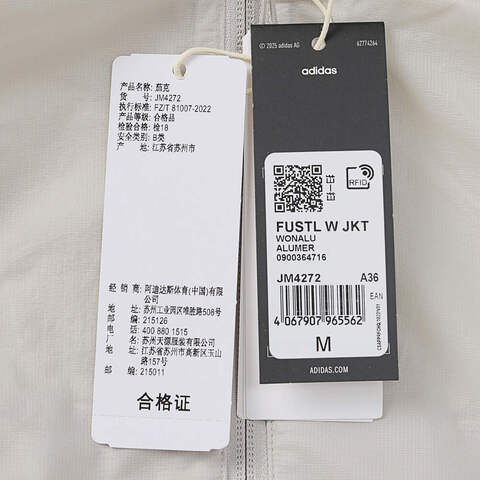 产品名称: 茄克
货 号: JM4272
执行标准: FZ/T 81007-2022
产品等级: 合格品
检验合格: 检18
安全类别: B类
产 地: 江苏省苏州市
经 销 商: 阿迪达斯体育(中国)有限
公司
地 址: 苏州工业园区唯胜路508号
邮 编: 215126
电 话: 400 880 1515
厂 名: 苏州天源服装有限公司
地 址: 江苏省苏州市高新区玉山
路157号
邮 编: 215011
合格证
© 2025 adidas AG
62774264
adidas
RFID
FUSTL W JKT
WONALU
ALUMER
0900364716
JM4272 A36
EAN
4 067907 965562
M
ADIDAS.COM